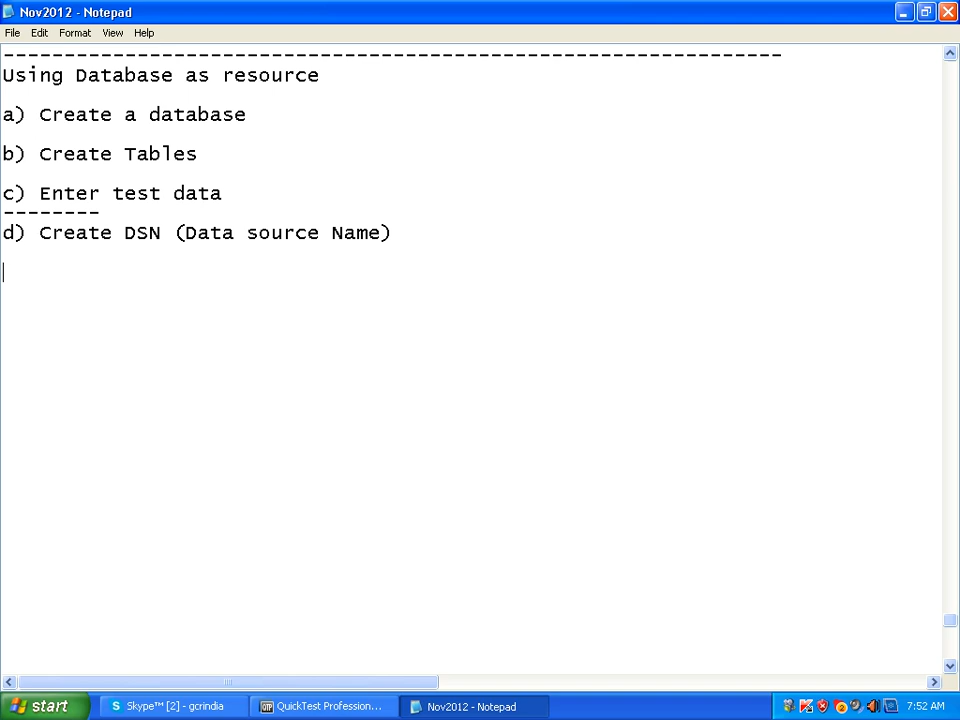 Nov2012 - Notepad
File Edit Format View Help
----------------------------------------------------------------
Using Database as resource
a) Create a database
b) Create Tables
c) Enter test data
--------
d) Create DSN (Data source Name)
start
Skype™ [2] - gcrindia
QTP QuickTest Profession...
Nov2012 - Notepad
7:52 AM